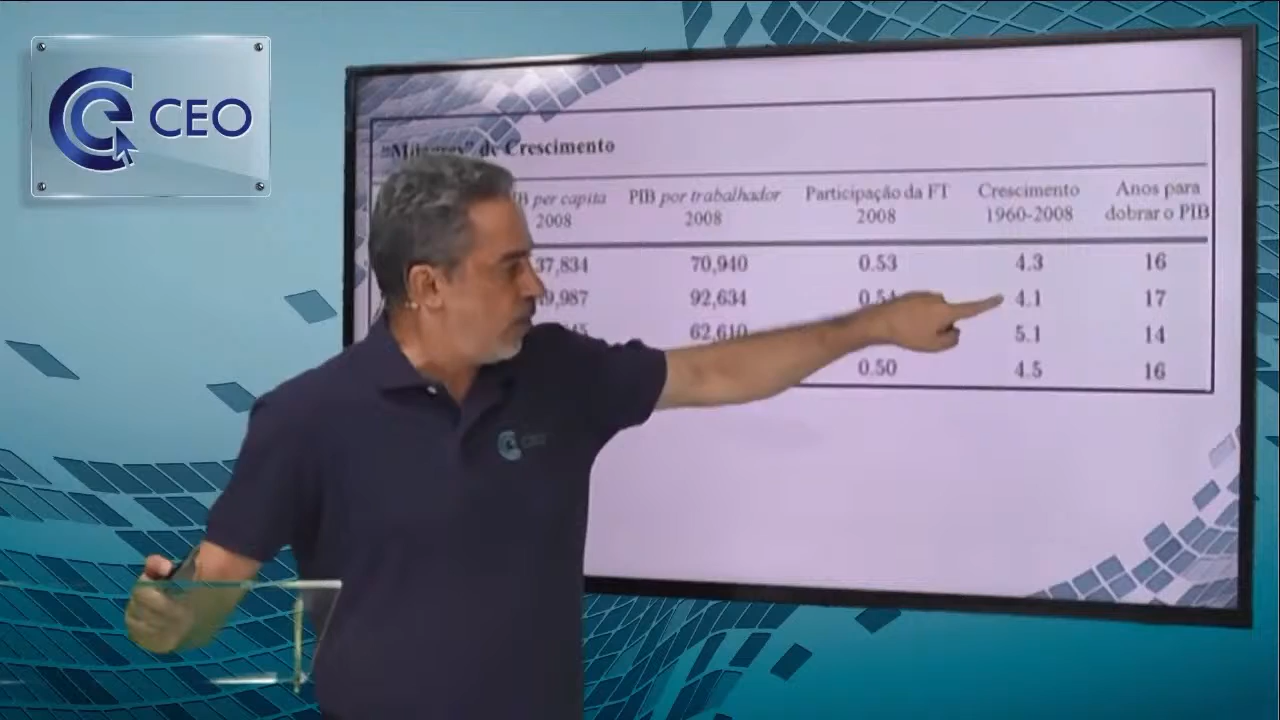 CEO
de Crescimento
per capita PIB por trabalhador Participação da FT Crescimento Anos para
2008 2008 2008 1960-2008 dobrar o PIB
37,834 70,940 0.53 4.3 16
9,987 92,634 4.1 17
62,610 5.1 14
0.50 4.5 16